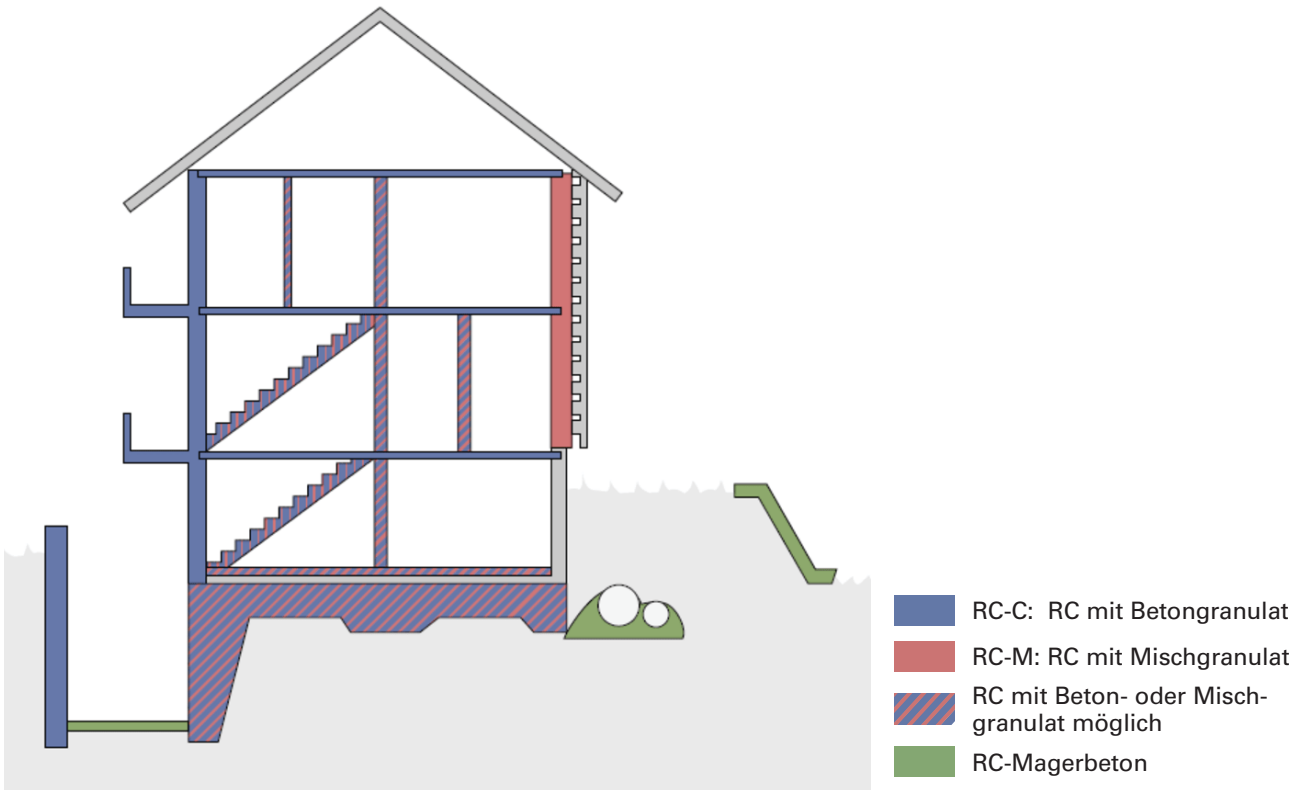 RC-C: RC mit Betongranulat
RC-M: RC mit Mischgranulat
RC mit Beton- oder Misch-
granulat möglich
RC-Magerbeton